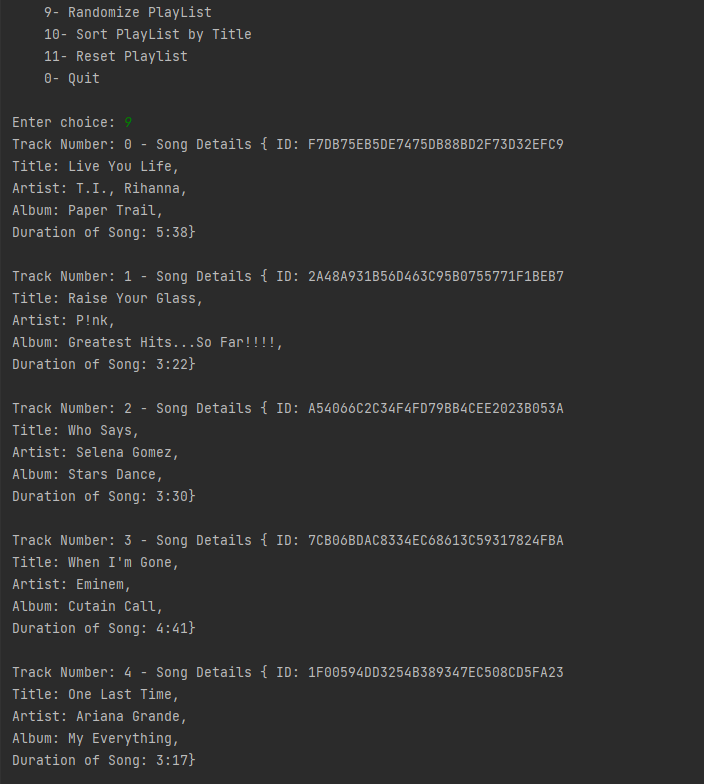 9- Randomize PlayList
10- Sort PlayList by Title
11- Reset Playlist
0- Quit
Enter choice: 9
Track Number: 0 - Song Details { ID: F7DB75EB5DE7475DB88BD2F73D32EFC9
Title: Live You Life,
Artist: T.I., Rihanna,
Album: Paper Trail,
Duration of Song: 5:38}
Track Number: 1 - Song Details { ID: 2A48A931B56D463C95B0755771F1BEB7
Title: Raise Your Glass,
Artist: P!nk,
Album: Greatest Hits...So Far!!!!,
Duration of Song: 3:22}
Track Number: 2 - Song Details { ID: A54066C2C34F4FD79BB4CEE2023B053A
Title: Who Says,
Artist: Selena Gomez,
Album: Stars Dance,
Duration of Song: 3:30}
Track Number: 3 - Song Details { ID: 7CB06BDAC8334EC68613C59317824FBA
Title: When I'm Gone,
Artist: Eminem,
Album: Cutain Call,
Duration of Song: 4:41}
Track Number: 4 - Song Details { ID: 1F00594DD3254B389347EC508CD5FA23
Title: One Last Time,
Artist: Ariana Grande,
Album: My Everything,
Duration of Song: 3:17}